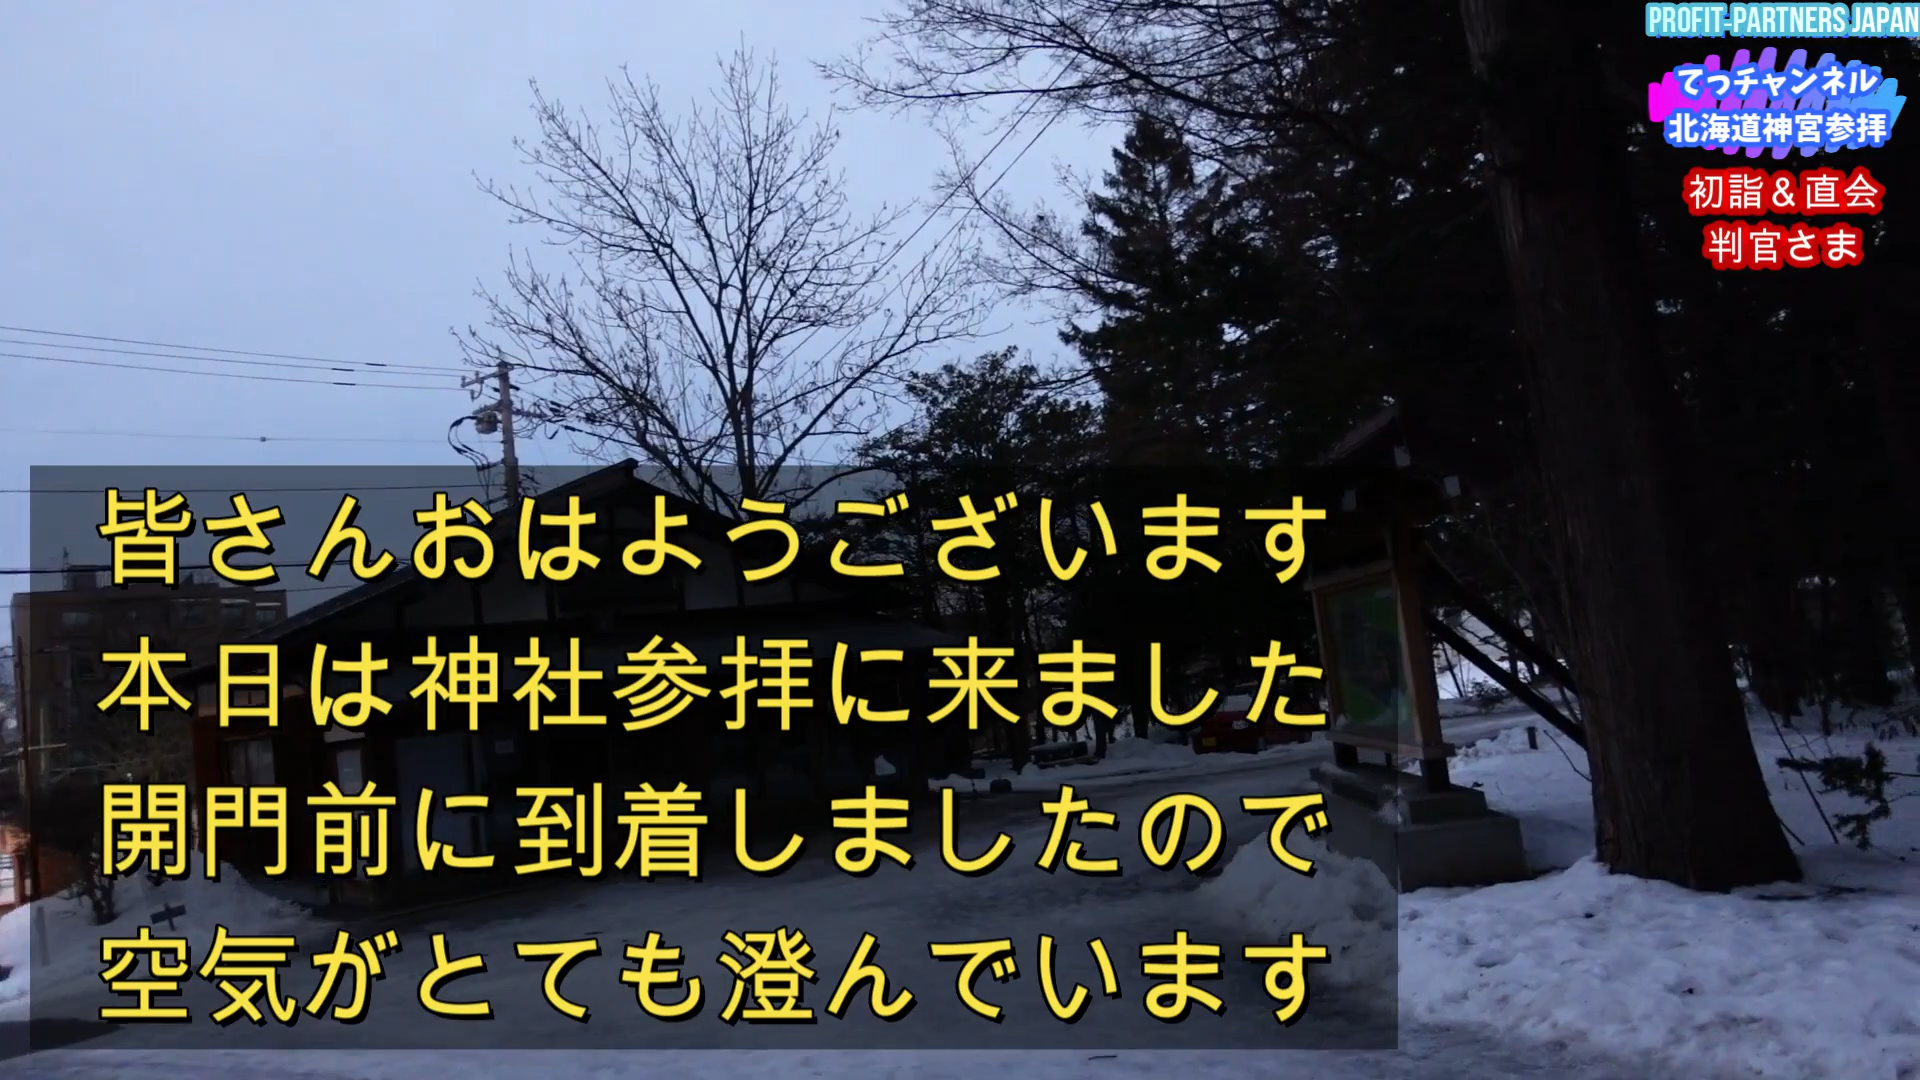 PROFIT-PARTNERS JAPAN
てっチャンネル
北海道神宮参拝
初詣＆直会
判官さま
皆さんおはようございます
本日は神社参拝に来ました
開門前に到着しましたので
空気がとても澄んでいます